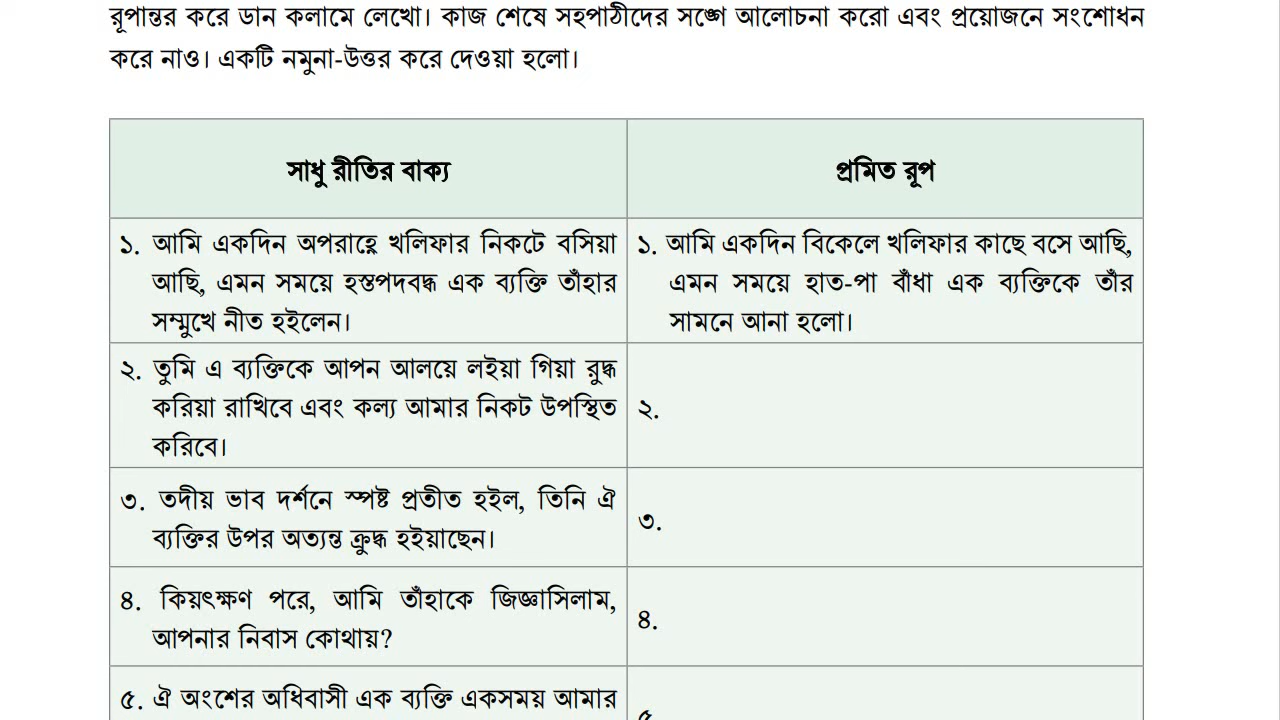 রূপান্তর করে ডান কলামে লেখো। কাজ শেষে সহপাঠীদের সঙ্গে আলোচনা করো এবং প্রয়োজনে সংশোধন
করে নাও। একটি নমুনা-উত্তর করে দেওয়া হলো।
সাধু রীতির বাক্য
প্রমিত রূপ
১. আমি একদিন অপরাহ্ণে খলিফার নিকটে বসিয়া
আছি, এমন সময়ে হস্তপদবদ্ধ এক ব্যক্তি তাঁহার
সম্মুখে নীত হইলেন।
১. আমি একদিন বিকেলে খলিফার কাছে বসে আছি,
এমন সময়ে হাত-পা বাঁধা এক ব্যক্তিকে তাঁর
সামনে আনা হলো।
২. তুমি এ ব্যক্তিকে আপন আলয়ে লইয়া গিয়া রুদ্ধ
করিয়া রাখিবে এবং কল্য আমার নিকট উপস্থিত
করিবে।
২.
৩. তদীয় ভাব দর্শনে স্পষ্ট প্রতীত হইল, তিনি ঐ
ব্যক্তির উপর অত্যন্ত ক্রুদ্ধ হইয়াছেন।
৩.
৪. কিয়ৎক্ষণ পরে, আমি তাঁহাকে জিজ্ঞাসিলাম,
আপনার নিবাস কোথায়?
৪.
৫. ঐ অংশের অধিবাসী এক ব্যক্তি একসময় আমার
৫.